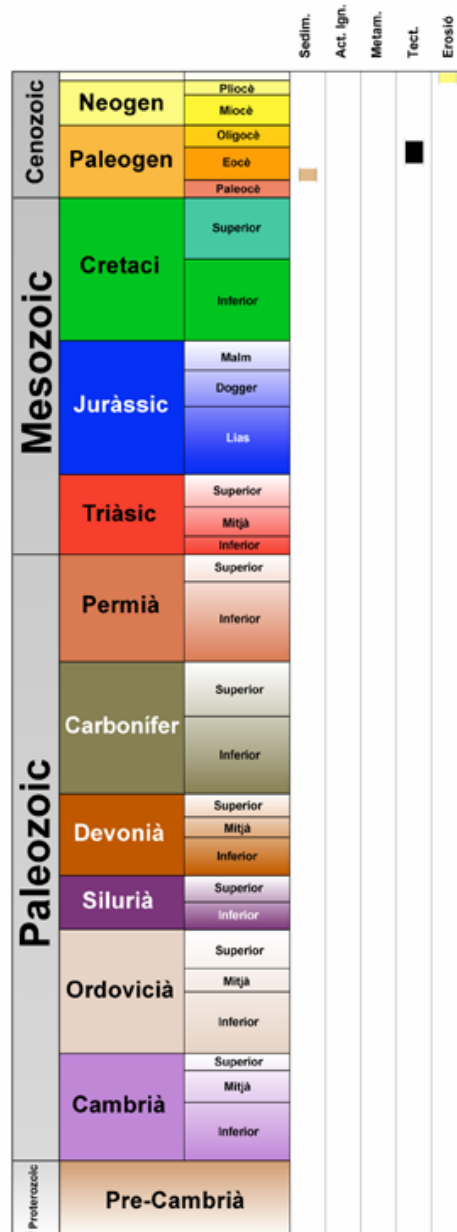 Sedim.
Act. Ign.
Metam.
Tect.
Erosió
Cenozoic
Neogen
Pliocè
Miocè
Paleogen
Oligocè
Eocè
Paleocè
Mesozoic
Cretaci
Superior
Inferior
Juràssic
Malm
Dogger
Lias
Triàsic
Superior
Mitjà
Inferior
Paleozoic
Permià
Superior
Inferior
Carbonífer
Superior
Inferior
Devonià
Superior
Mitjà
Inferior
Silurià
Superior
Inferior
Ordovicià
Superior
Mitjà
Inferior
Cambrià
Superior
Mitjà
Inferior
Proterozoic
Pre-Cambrià